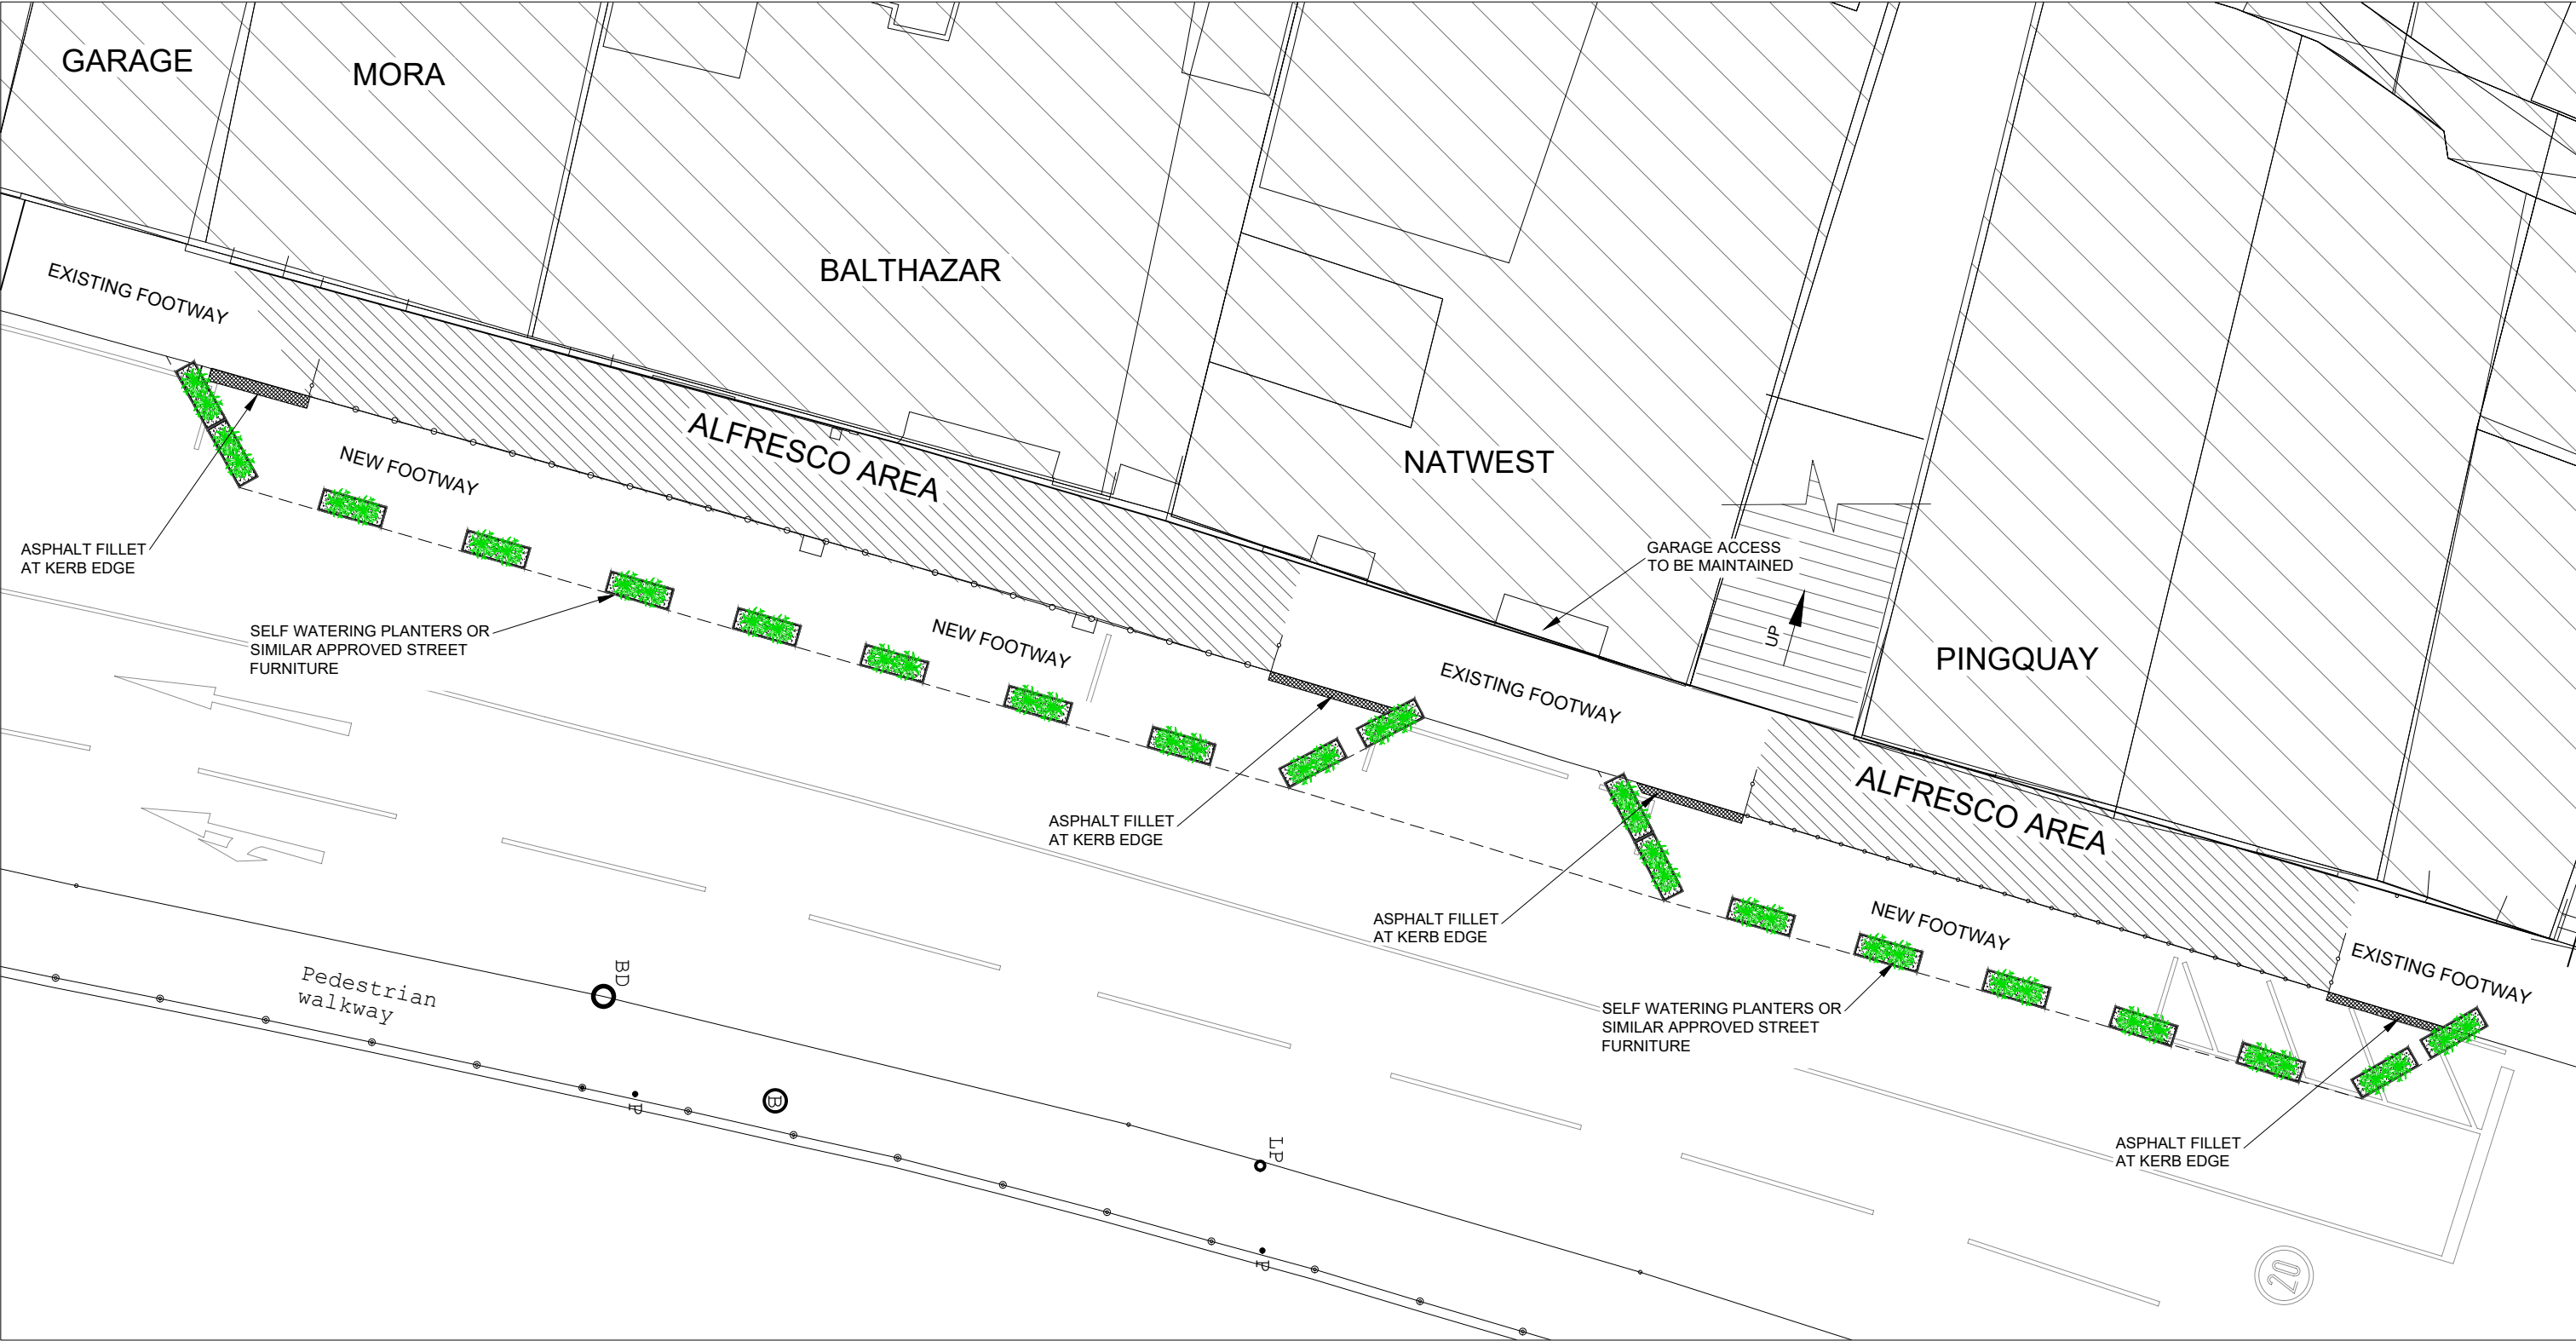 GARAGE
MORA
BALTHAZAR
EXISTING FOOTWAY
ALFRESCO AREA
NATWEST
NEW FOOTWAY
ASPHALT FILLET
AT KERB EDGE
GARAGE ACCESS
TO BE MAINTAINED
SELF WATERING PLANTERS OR
SIMILAR APPROVED STREET
FURNITURE
NEW FOOTWAY
UP
PINGQUAY
EXISTING FOOTWAY
ASPHALT FILLET
AT KERB EDGE
ALFRESCO AREA
ASPHALT FILLET
AT KERB EDGE
NEW FOOTWAY
EXISTING FOOTWAY
Pedestrian
walkway
BD
SELF WATERING PLANTERS OR
SIMILAR APPROVED STREET
FURNITURE
P
B
LP
ASPHALT FILLET
AT KERB EDGE
P
20